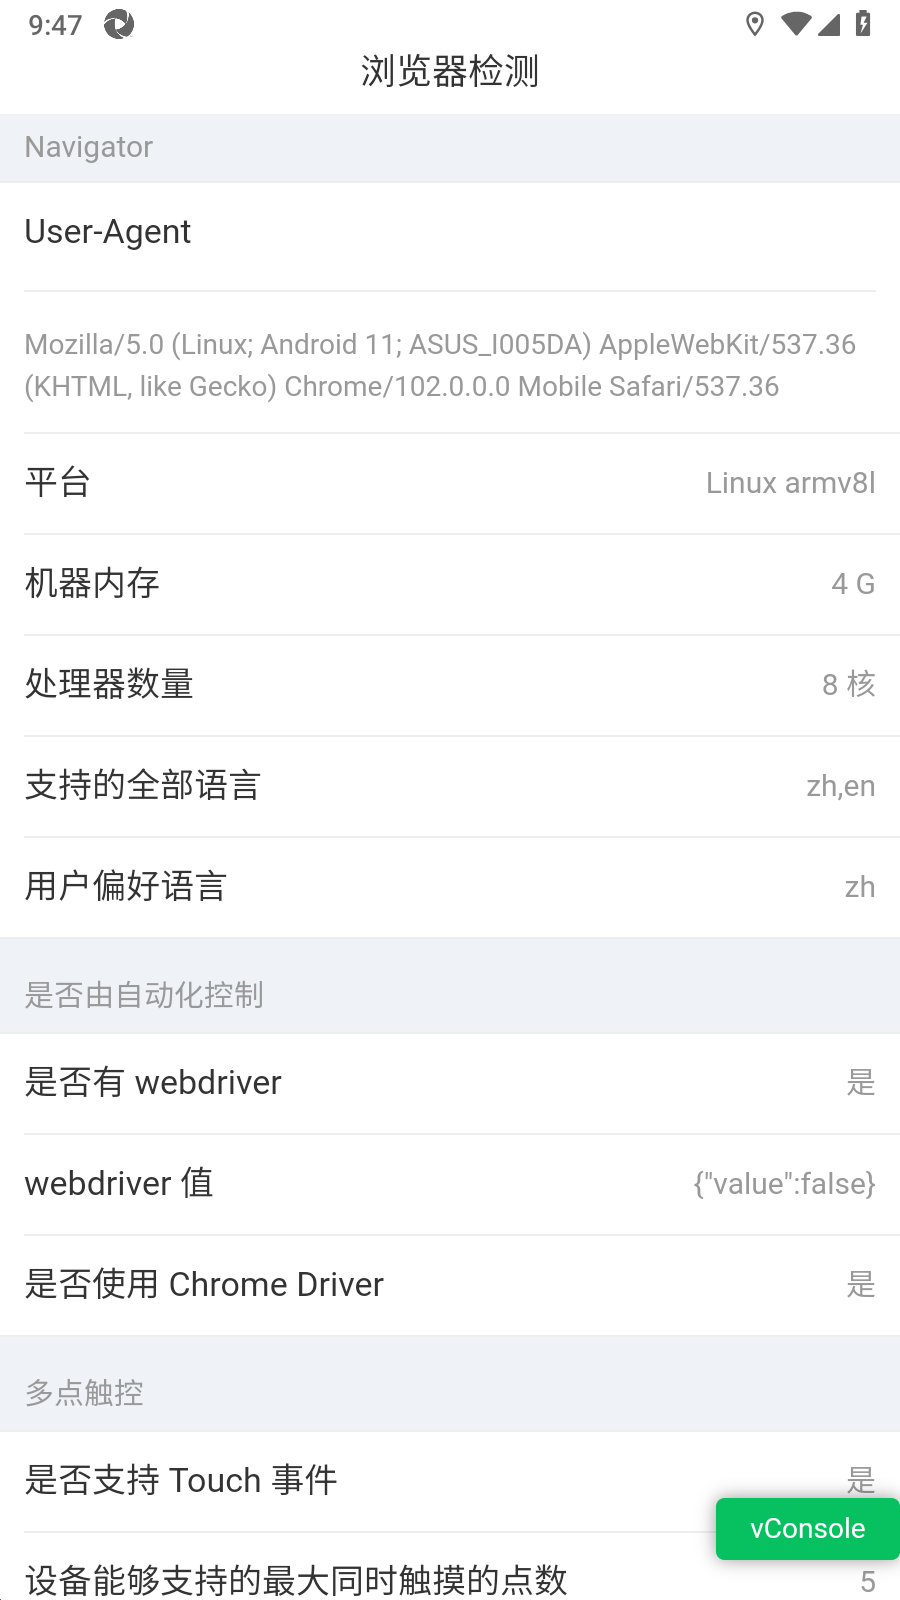 9:47
浏览器检测
Navigator
User-Agent
Mozilla/5.0 (Linux; Android 11; ASUS_I005DA) AppleWebKit/537.36
(KHTML, like Gecko) Chrome/102.0.0.0 Mobile Safari/537.36
平台 Linux armv8l
机器内存 4 G
处理器数量 8 核
支持的全部语言 zh,en
用户偏好语言 zh
是否由自动化控制
是否有 webdriver 是
webdriver 值 {"value":false}
是否使用 Chrome Driver 是
多点触控
是否支持 Touch 事件 是
vConsole
设备能够支持的最大同时触摸的点数 5